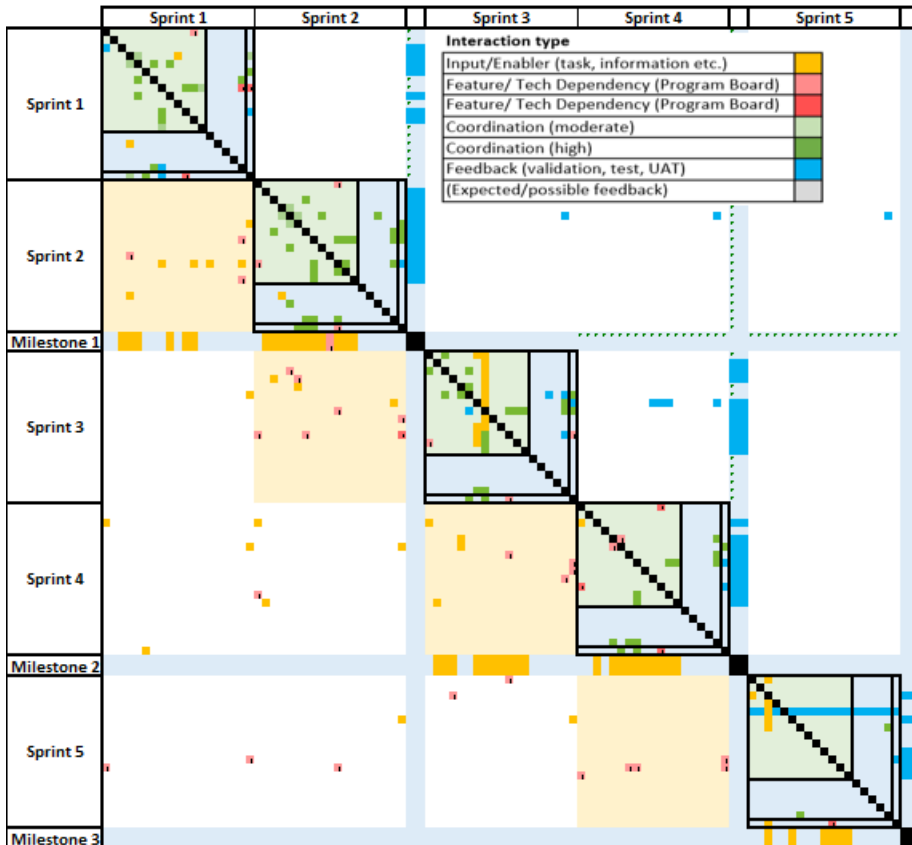 Sprint 1 Sprint 2 Sprint 3 Sprint 4 Sprint 5
Interaction type
Input/Enabler (task, information etc.)
Feature/ Tech Dependency (Program Board)
Feature/ Tech Dependency (Program Board)
Coordination (moderate)
Coordination (high)
Feedback (validation, test, UAT)
(Expected/possible feedback)
Sprint 1
Sprint 2
Milestone 1
Sprint 3
Sprint 4
Milestone 2
Sprint 5
Milestone 3